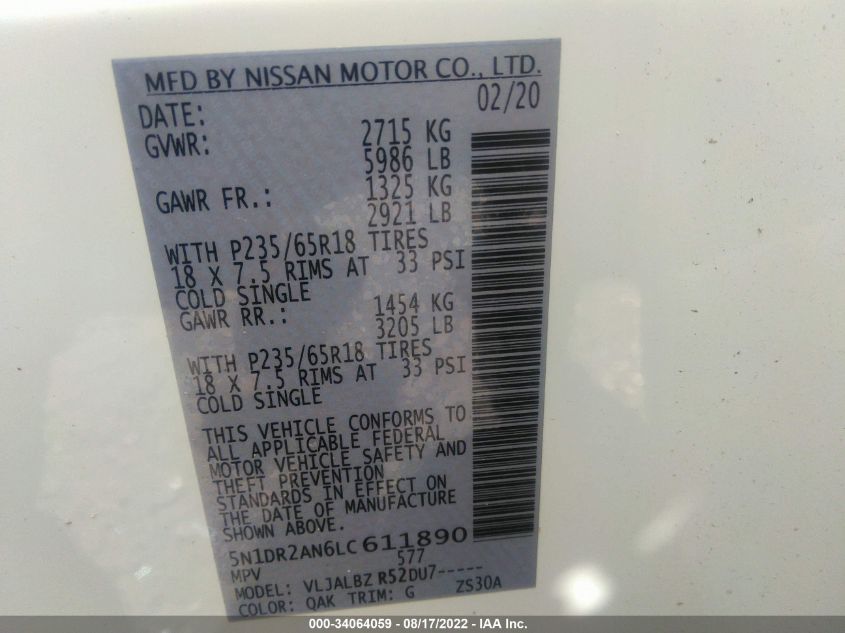 MFD BY NISSAN MOTOR CO., LTD.
DATE: 02/20
GVWR: 2715 KG
5986 LB
GAWR FR.: 1325 KG
2921 LB
WITH P235/65R18 TIRES
18 X 7.5 RIMS AT 33 PSI
COLD SINGLE
GAWR RR.: 1454 KG
3205 LB
WITH P235/65R18 TIRES
18 X 7.5 RIMS AT 33 PSI
COLD SINGLE
THIS VEHICLE CONFORMS TO
ALL APPLICABLE FEDERAL
MOTOR VEHICLE SAFETY AND
THEFT PREVENTION
STANDARDS IN EFFECT ON
THE DATE OF MANUFACTURE
SHOWN ABOVE.
5N1DR2AN6LC611890
MPV 577
MODEL: VLJALBZ R52DU7-----
COLOR: QAK TRIM: G ZS30A
000-34064059 - 08/17/2022 - IAA Inc.